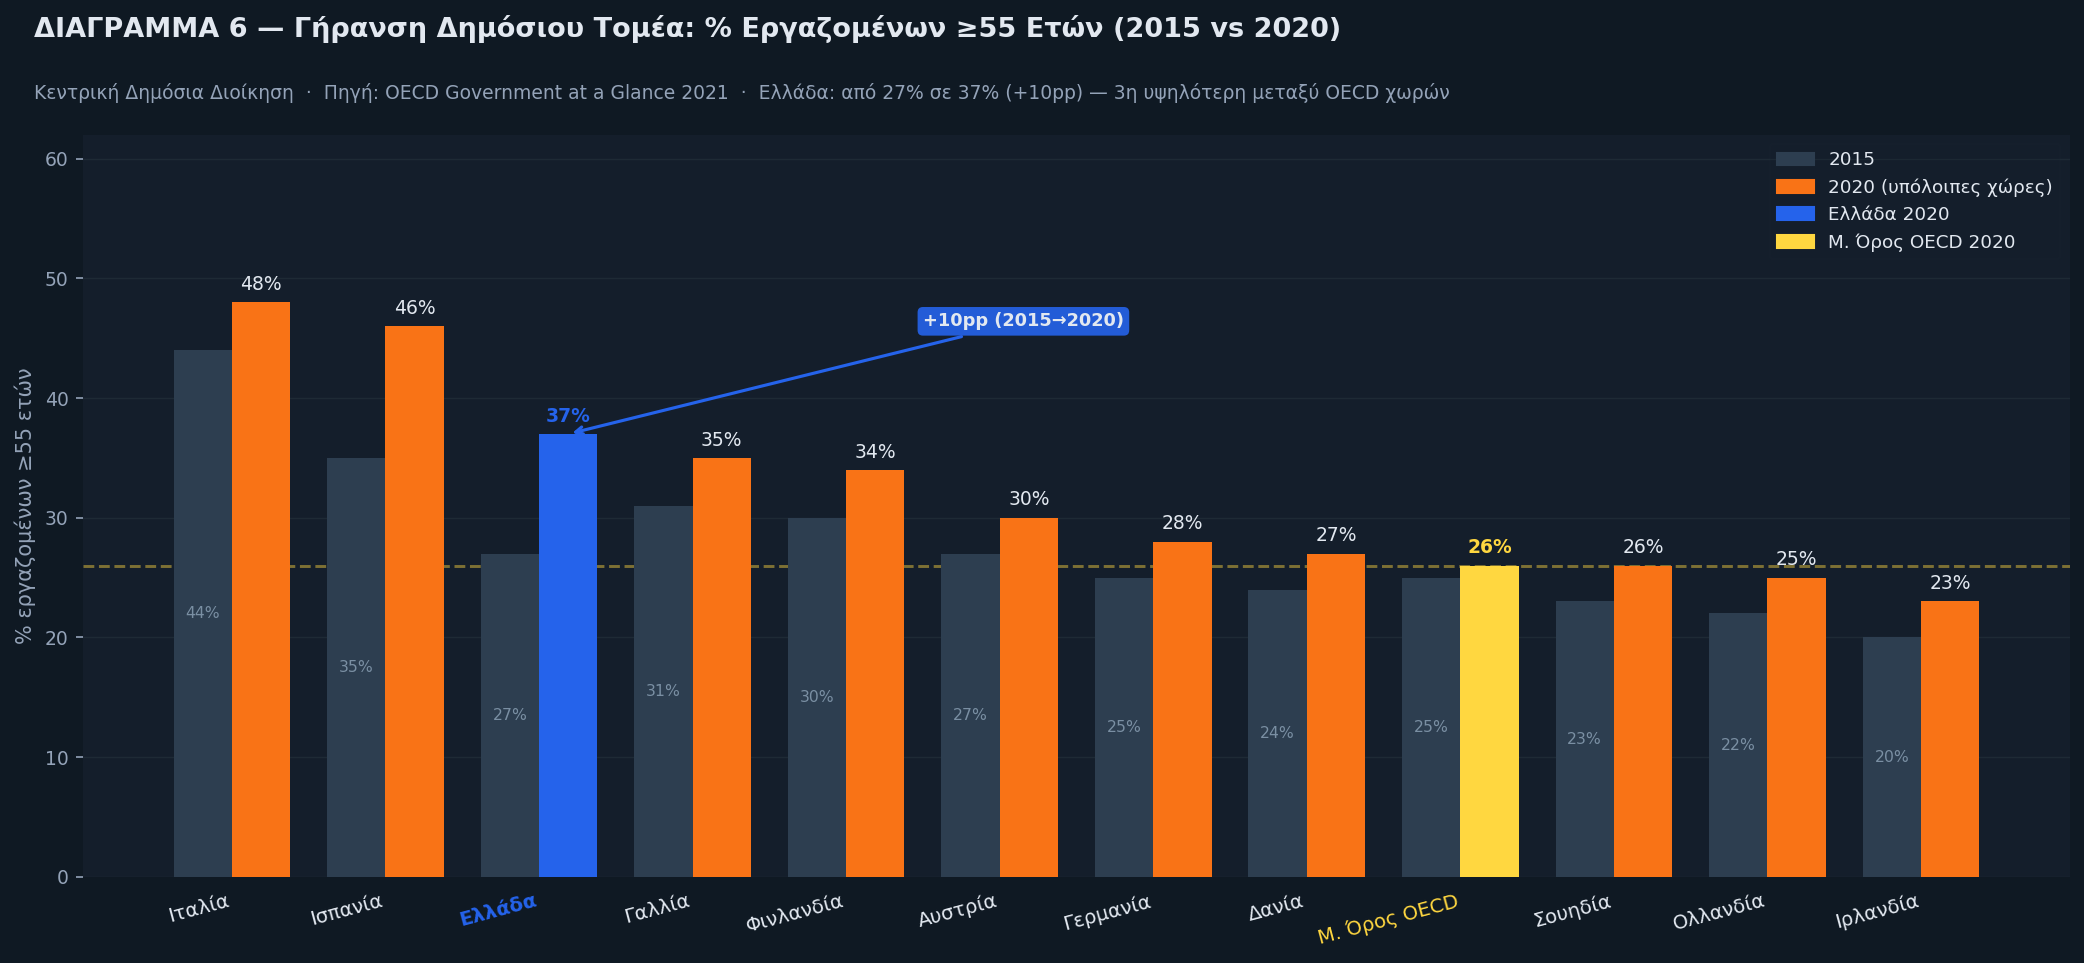 ΔΙΑΓΡΑΜΜΑ 6 — Γήρανση Δημόσιου Τομέα: % Εργαζομένων ≥55 Ετών (2015 vs 2020)
Κεντρική Δημόσια Διοίκηση · Πηγή: OECD Government at a Glance 2021 · Ελλάδα: από 27% σε 37% (+10pp) — 3η υψηλότερη μεταξύ OECD χωρών
2015
2020 (υπόλοιπες χώρες)
Ελλάδα 2020
Μ. Όρος OECD 2020
% εργαζομένων ≥55 ετών
60
50
40
30
20
10
0
+10pp (2015→2020)
48%
46%
37%
35%
34%
30%
28%
27%
26%
26%
25%
23%
44%
35%
27%
31%
30%
27%
25%
24%
25%
23%
22%
20%
Ιταλία
Ισπανία
Ελλάδα
Γαλλία
Φινλανδία
Αυστρία
Γερμανία
Δανία
Μ. Όρος OECD
Σουηδία
Ολλανδία
Ιρλανδία